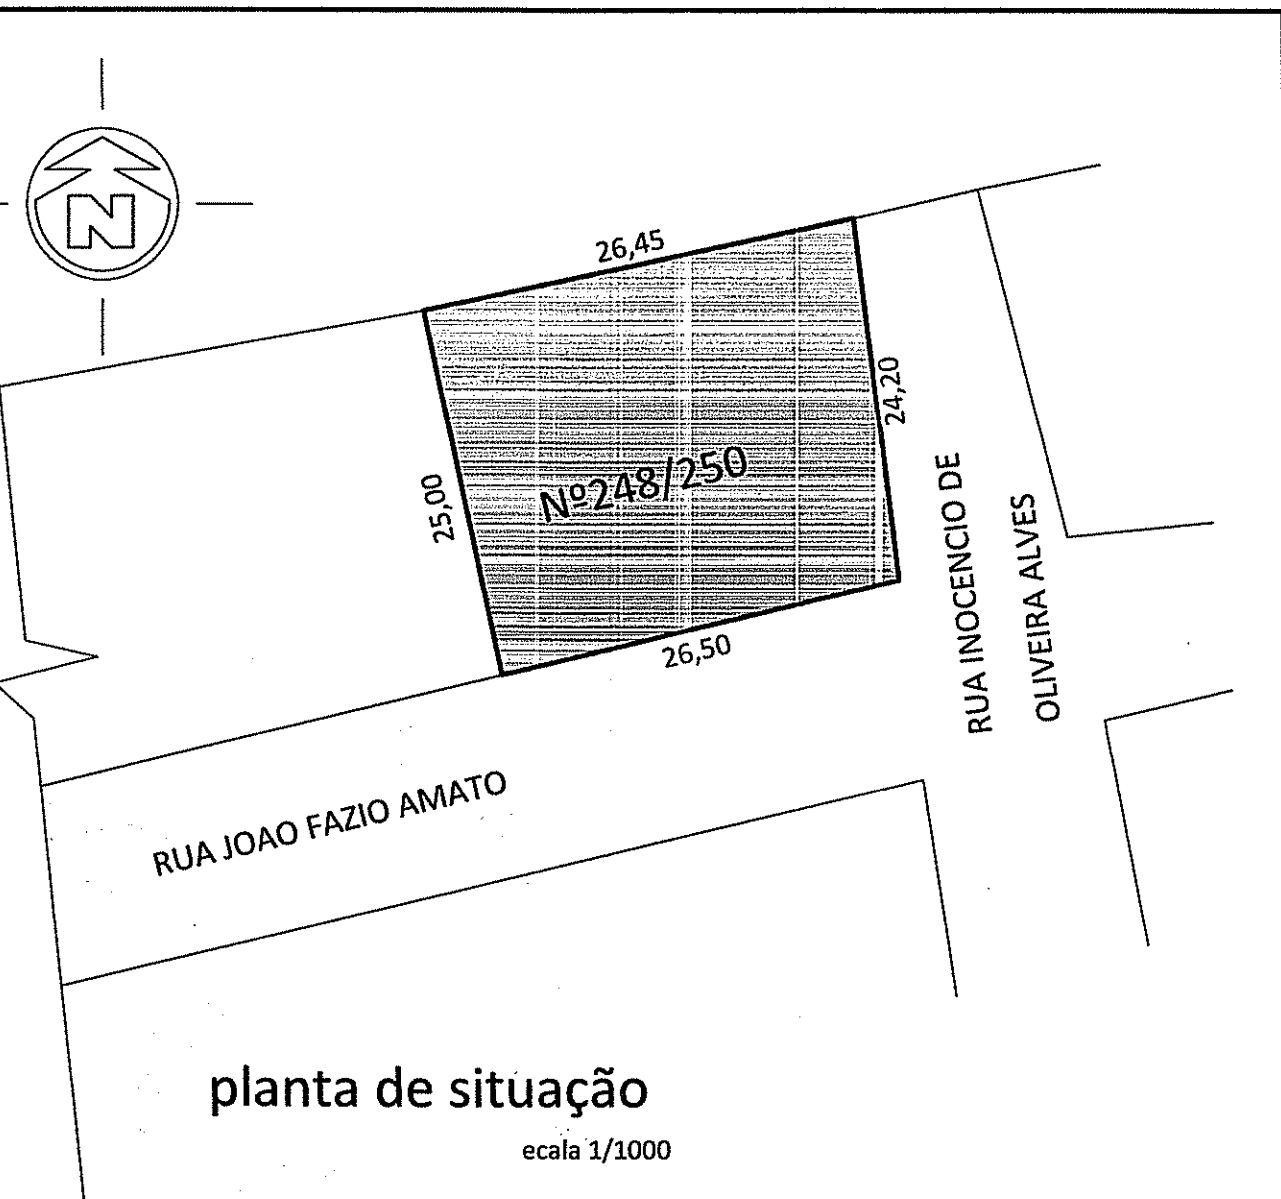 N
26,45
24,20
25,00
Nº248/250
26,50
RUA INOCENCIO DE
OLIVEIRA ALVES
RUA JOAO FAZIO AMATO
planta de situação
ecala 1/1000